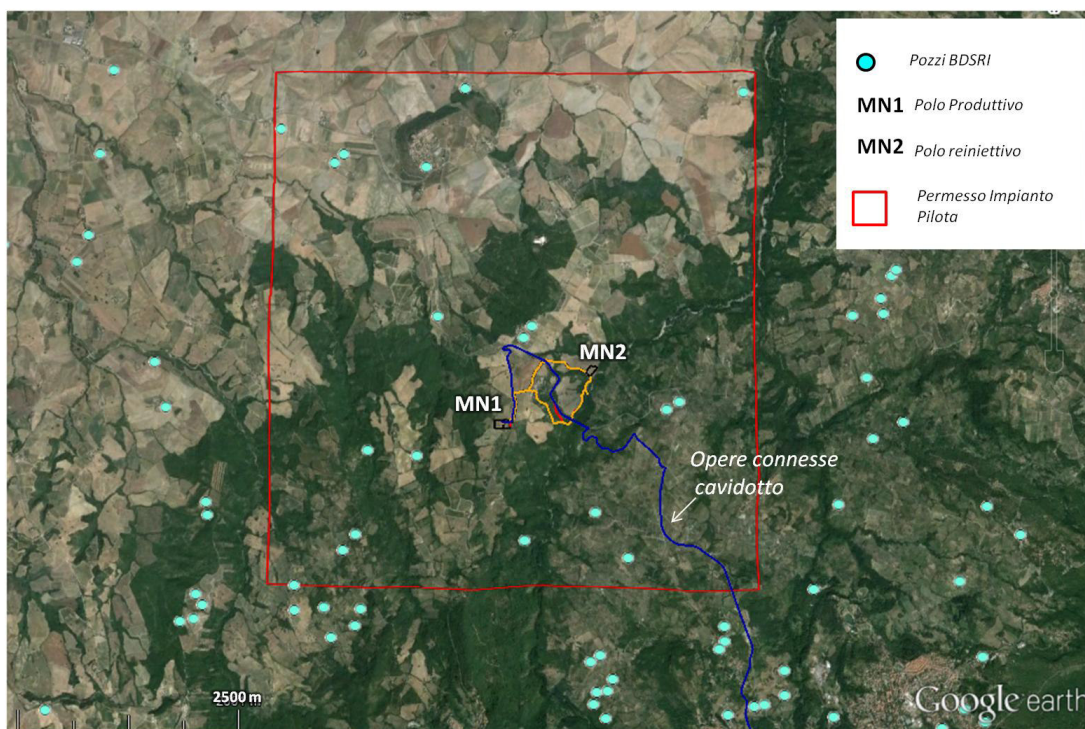 Pozzi BDSRI
MN1 Polo Produttivo
MN2 Polo reiniettivo
Permesso Impianto
Pilota
MN2
MN1
Opere connesse
cavidotto
2500 m
Google earth